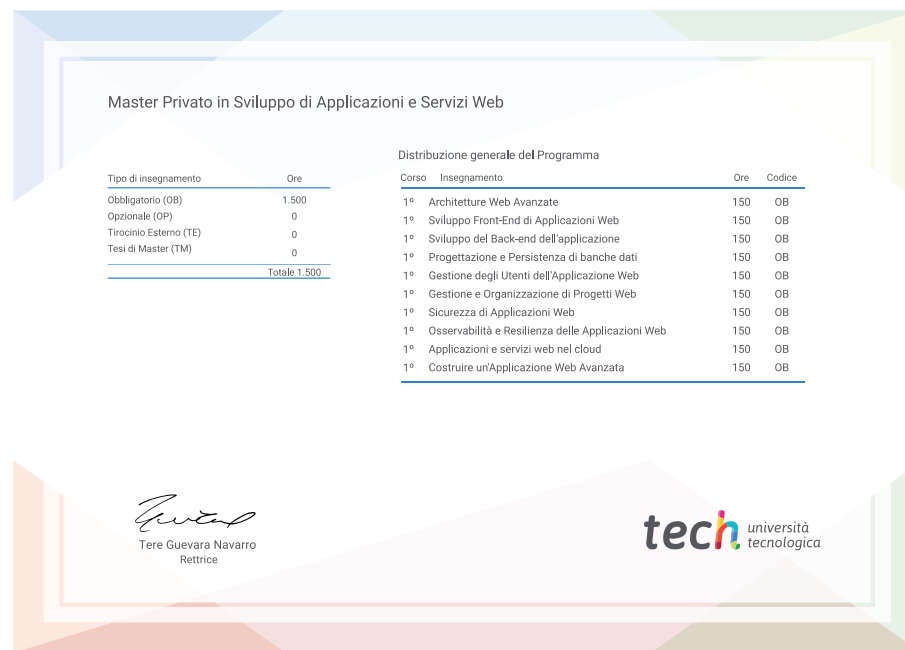 Master Privato in Sviluppo di Applicazioni e Servizi Web
Tipo di insegnamento Ore
Obbligatorio (OB) 1.500
Opzionale (OP) 0
Tirocinio Esterno (TE) 0
Tesi di Master (TM) 0
Totale 1.500
Distribuzione generale del Programma
Corso Insegnamento Ore Codice
1º Architetture Web Avanzate 150 OB
1º Sviluppo Front-End di Applicazioni Web 150 OB
1º Sviluppo del Back-end dell'applicazione 150 OB
1º Progettazione e Persistenza di banche dati 150 OB
1º Gestione degli Utenti dell'Applicazione Web 150 OB
1º Gestione e Organizzazione di Progetti Web 150 OB
1º Sicurezza di Applicazioni Web 150 OB
1º Osservabilità e Resilienza delle Applicazioni Web 150 OB
1º Applicazioni e servizi web nel cloud 150 OB
1º Costruire un'Applicazione Web Avanzata 150 OB
Tere Guevara Navarro
Rettrice
tech università
tecnologica